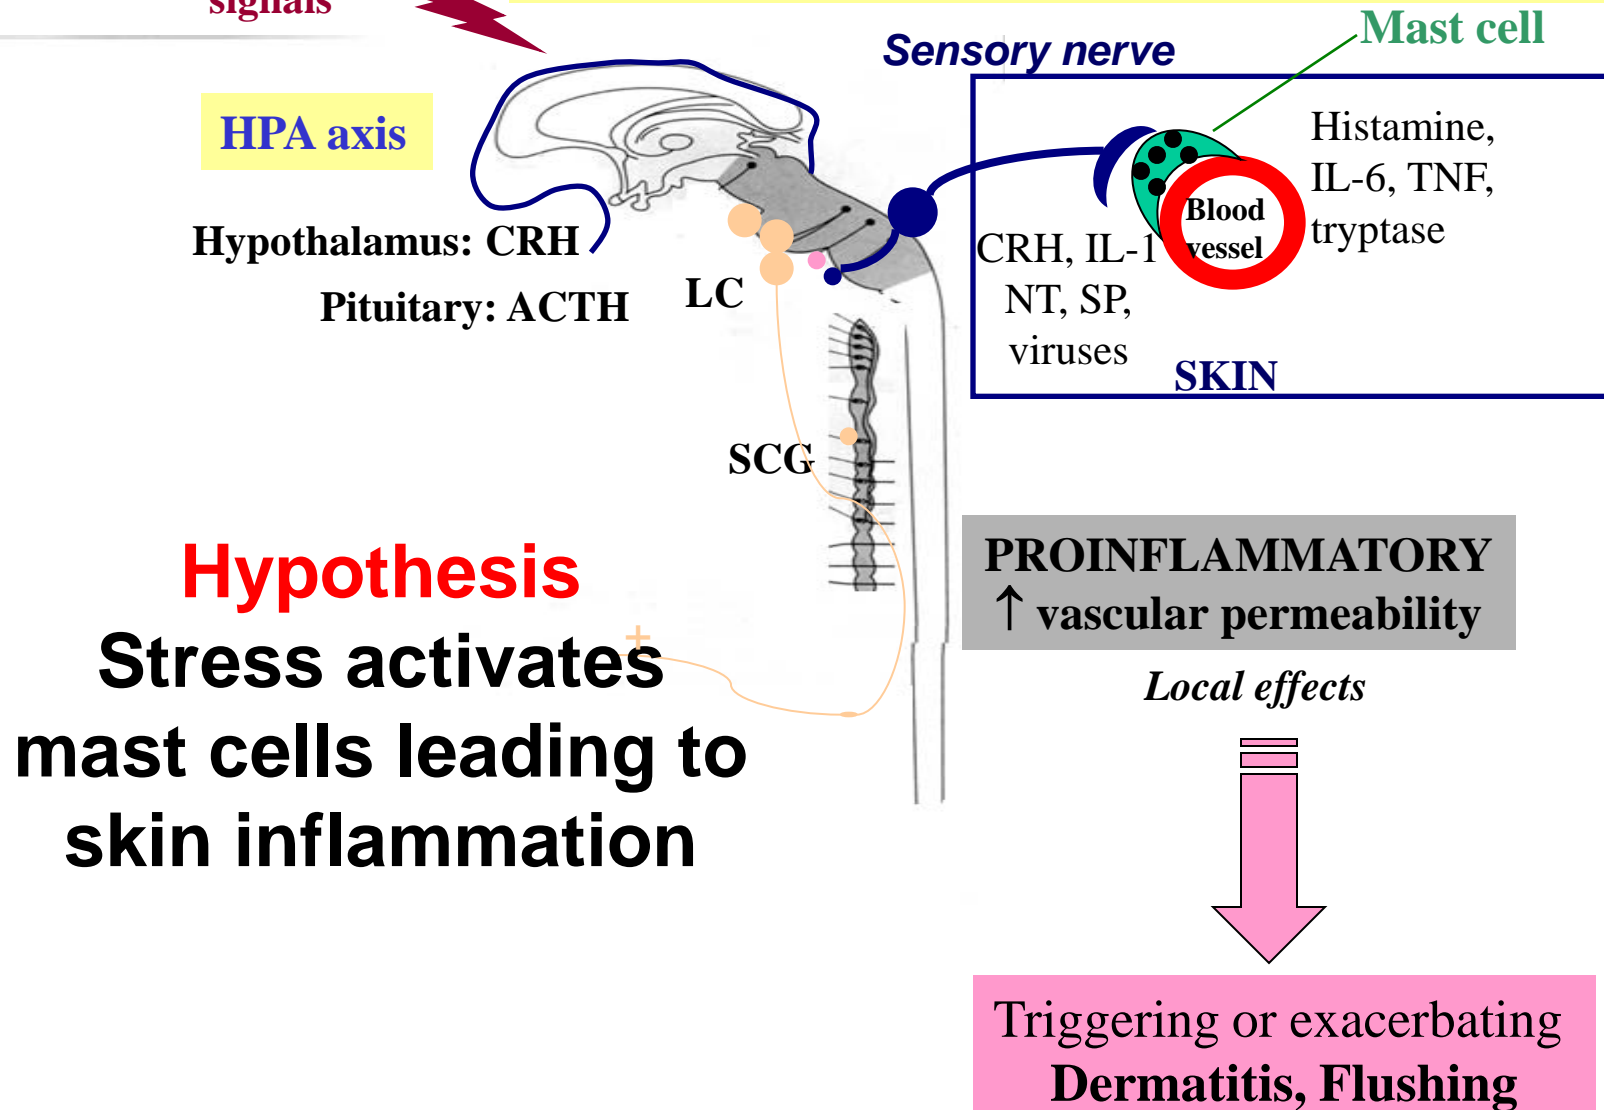 signals
Mast cell
Sensory nerve
HPA axis
Histamine,
IL-6, TNF,
tryptase
Blood
vessel
CRH, IL-1
NT, SP,
viruses
SKIN
Hypothalamus: CRH
Pituitary: ACTH
LC
SCG
Hypothesis
Stress activates
mast cells leading to
skin inflammation
+
PROINFLAMMATORY
↑ vascular permeability
Local effects
Triggering or exacerbating
Dermatitis, Flushing